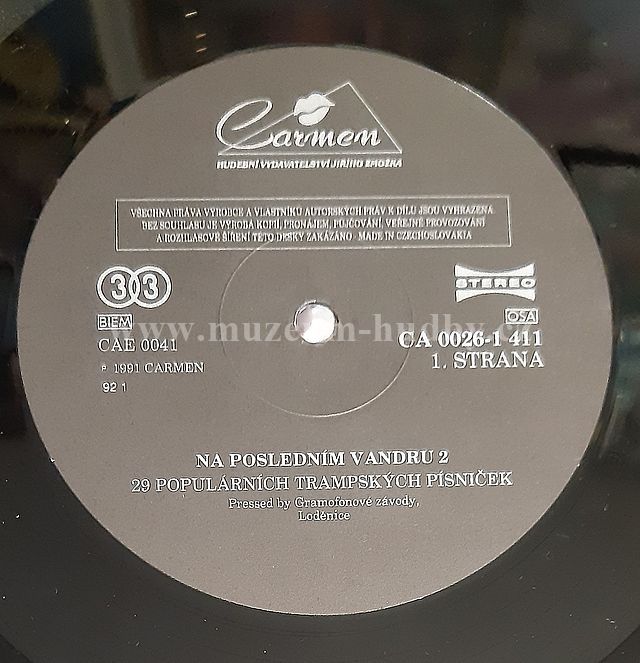 Carmen
HUDEBNÍ VYDAVATELSTVÍ JIŘÍHO ZMOŽKA
VŠECHNA PRÁVA VÝROBCE A VLASTNÍKŮ AUTORSKÝCH PRÁV K DÍLU JSOU VYHRAZENA
BEZ SOUHLASU JE VÝROBA KOPIÍ, PRONÁJEM, PŮJČOVÁNÍ, VEŘEJNÉ PROVOZOVÁNÍ
A ROZHLASOVÉ ŠÍŘENÍ TÉTO DESKY ZAKÁZÁNO - MADE IN CZECHOSLOVAKIA
33
STEREO
BIEM
OSA
www.muzeum-hudby.cz
CAE 0041
CA 0026-1 411
℗ 1991 CARMEN
1. STRANA
92 1
NA POSLEDNÍM VANDRU 2
29 POPULÁRNÍCH TRAMPSKÝCH PÍSNIČEK
Pressed by Gramofonové závody,
Loděnice